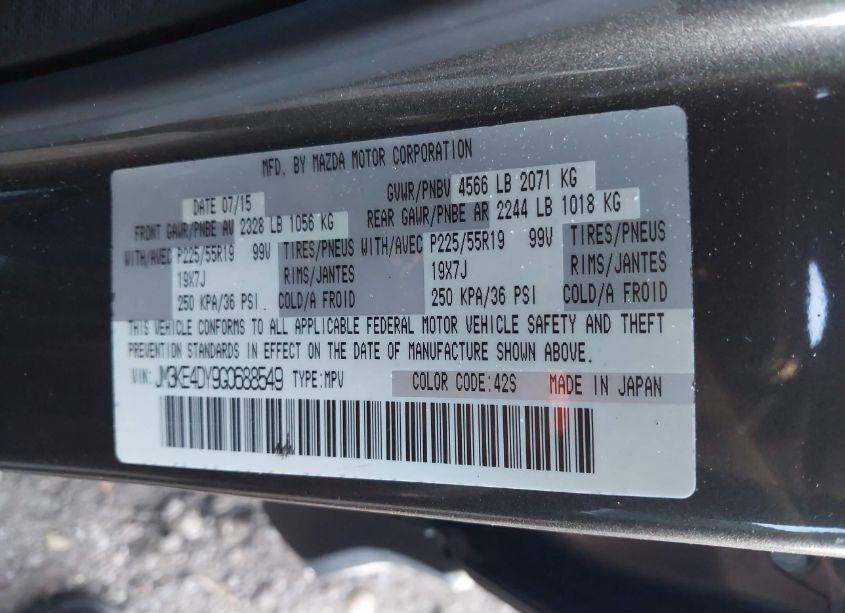 MFD. BY MAZDA MOTOR CORPORATION
DATE 07/15 GVWR/PNBV 4566 LB 2071 KG
FRONT GAWR/PNBE AV 2328 LB 1056 KG REAR GAWR/PNBE AR 2244 LB 1018 KG
WITH/AVEC P225/55R19 99V TIRES/PNEUS WITH/AVEC P225/55R19 99V TIRES/PNEUS
19X7J RIMS/JANTES 19X7J RIMS/JANTES
250 KPA/36 PSI COLD/A FROID 250 KPA/36 PSI COLD/A FROID
THIS VEHICLE CONFORMS TO ALL APPLICABLE FEDERAL MOTOR VEHICLE SAFETY AND THEFT
PREVENTION STANDARDS IN EFFECT ON THE DATE OF MANUFACTURE SHOWN ABOVE.
VIN: JM3KE4DY9G0688549 TYPE:MPV COLOR CODE:42S MADE IN JAPAN